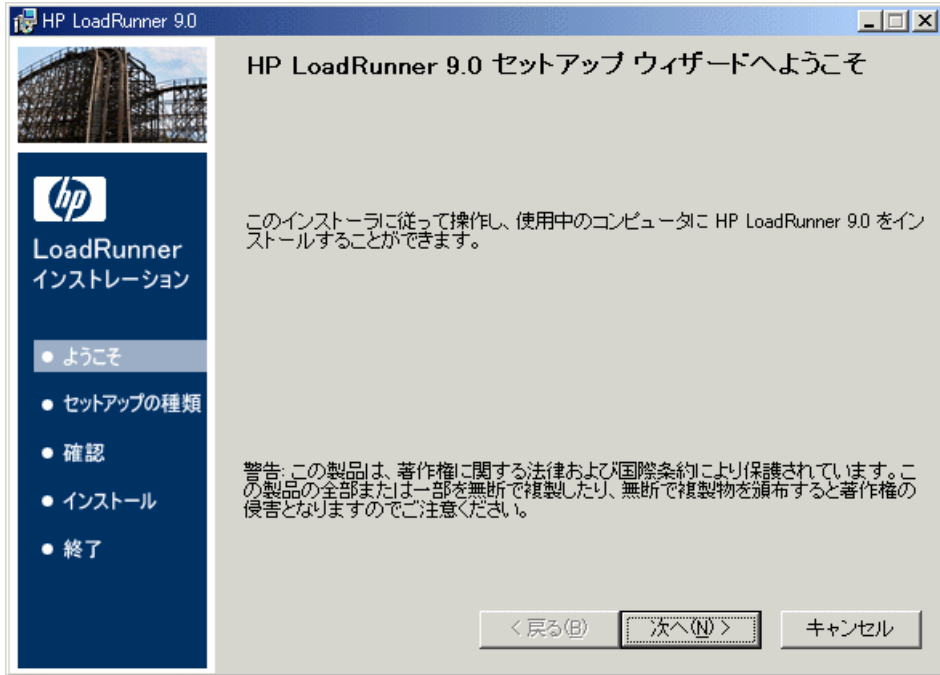 HP LoadRunner 9.0
HP LoadRunner 9.0 セットアップ ウィザードへようこそ
hp
LoadRunner
インストレーション
ようこそ
セットアップの種類
確認
インストール
終了
このインストーラに従って操作し、使用中のコンピュータに HP LoadRunner 9.0 をイン
ストールすることができます。
警告: この製品は、著作権に関する法律および国際条約により保護されています。こ
の製品の全部または一部を無断で複製したり、無断で複製物を頒布すると著作権の
侵害となりますのでご注意ください。
< 戻る(B)
次へ(N) >
キャンセル